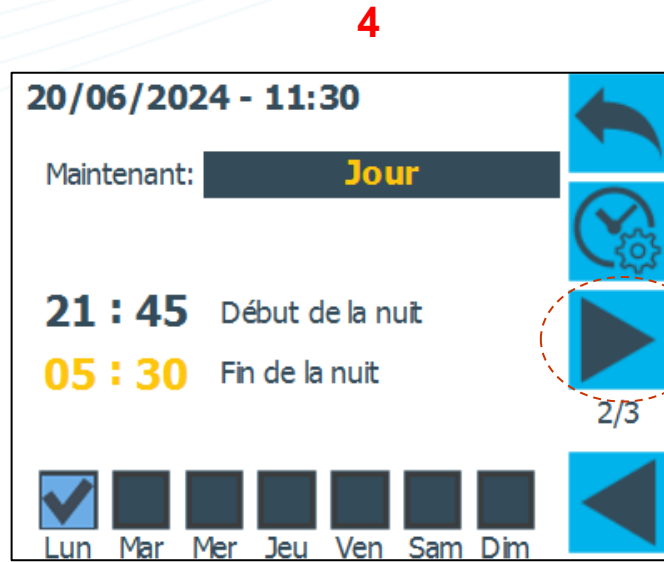 4
20/06/2024 - 11:30
Maintenant: Jour
21 : 45 Début de la nuit
05 : 30 Fin de la nuit
2/3
Lun Mar Mer Jeu Ven Sam Dim